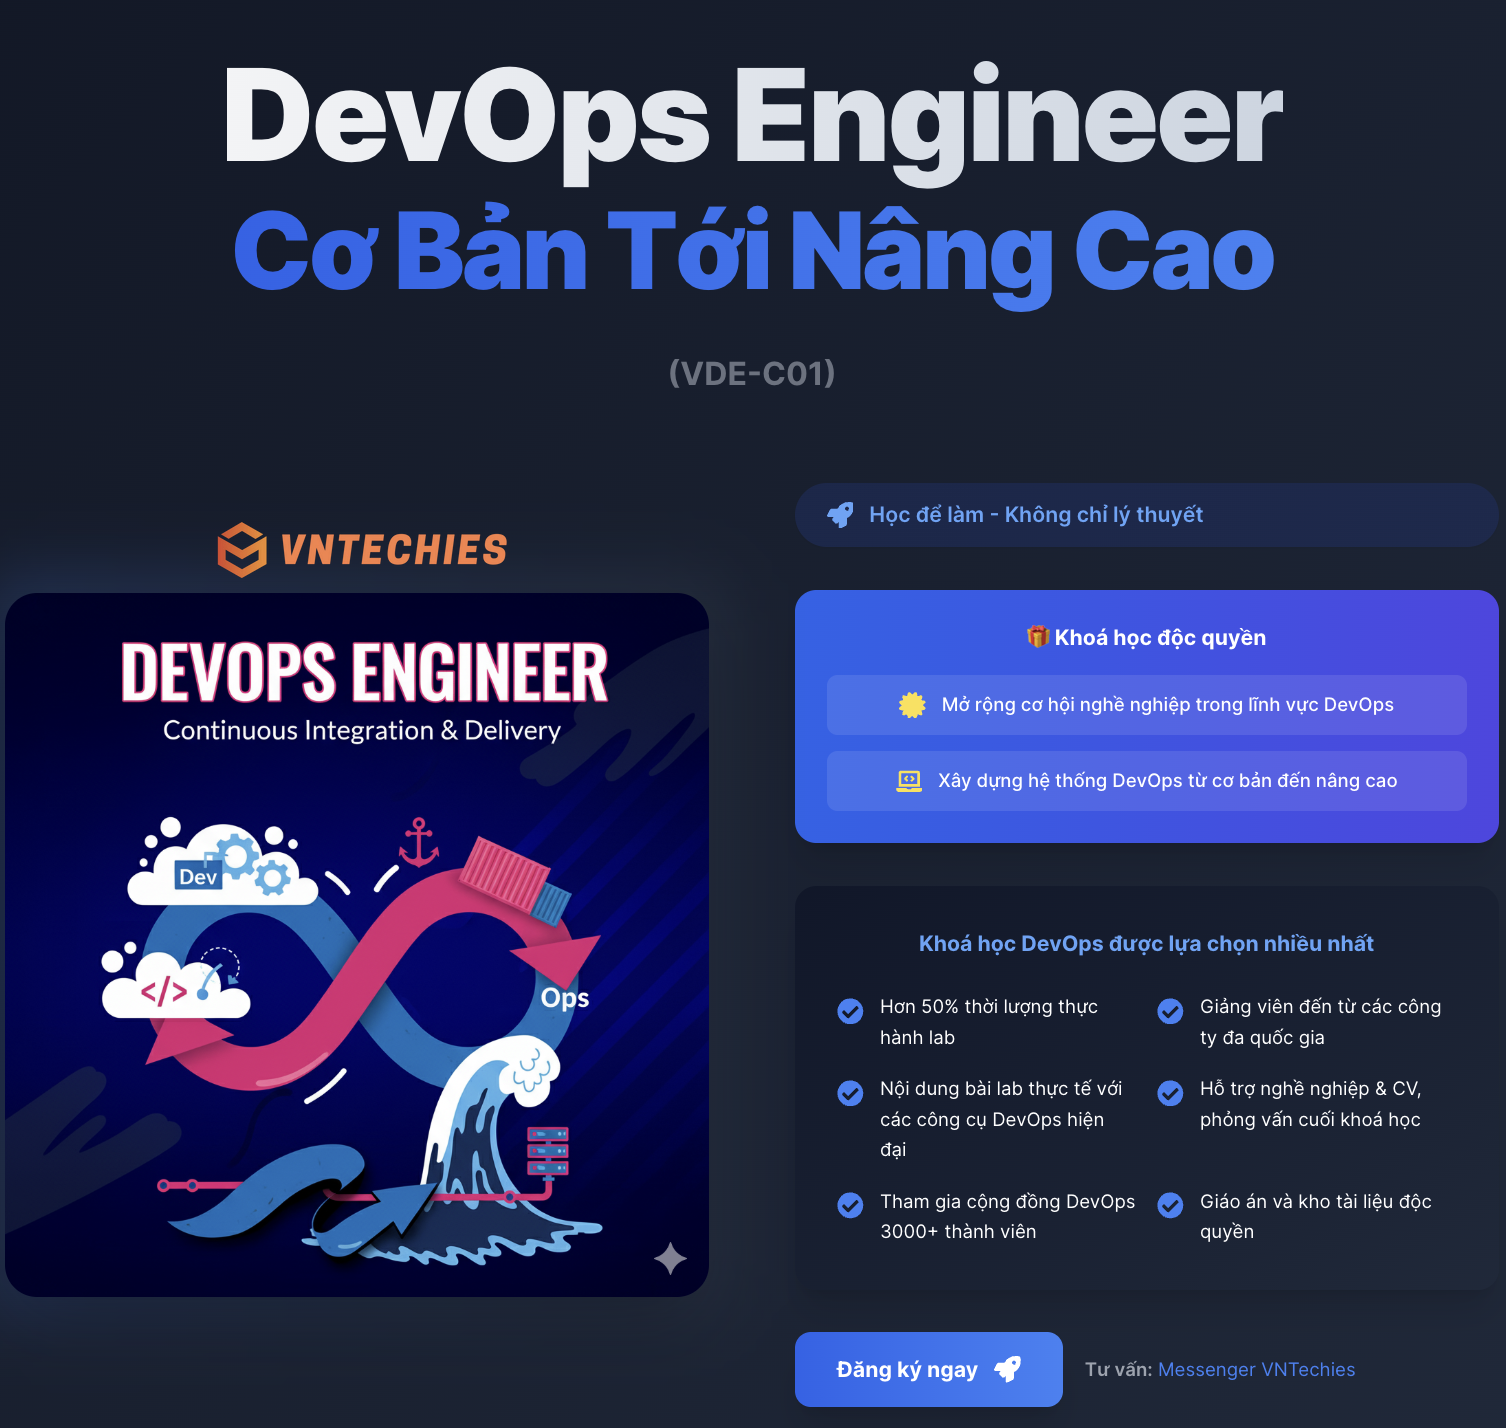 DevOps Engineer
Cơ Bản Tới Nâng Cao
(VDE-C01)
VNTECHIES
DEVOPS ENGINEER
Continuous Integration & Delivery
Dev
</>
Ops
Học để làm - Không chỉ lý thuyết
Khoá học độc quyền
Mở rộng cơ hội nghề nghiệp trong lĩnh vực DevOps
Xây dựng hệ thống DevOps từ cơ bản đến nâng cao
Khoá học DevOps được lựa chọn nhiều nhất
Hơn 50% thời lượng thực
hành lab
Giảng viên đến từ các công
ty đa quốc gia
Nội dung bài lab thực tế với
các công cụ DevOps hiện
đại
Hỗ trợ nghề nghiệp & CV,
phỏng vấn cuối khoá học
Tham gia cộng đồng DevOps
3000+ thành viên
Giáo án và kho tài liệu độc
quyền
Đăng ký ngay
Tư vấn: Messenger VNTechies